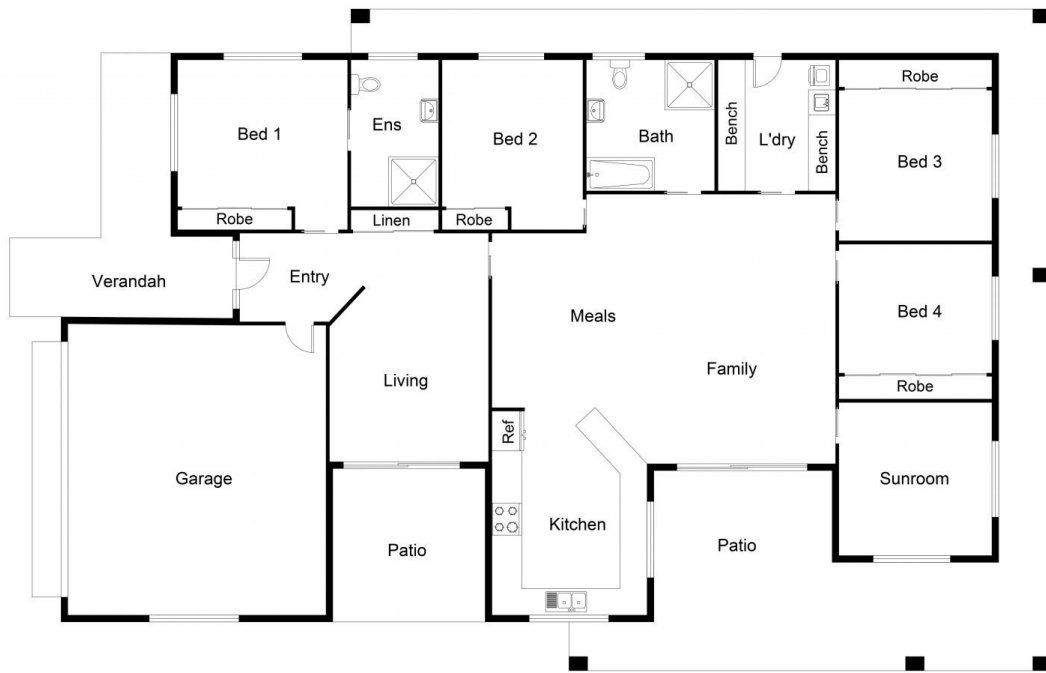 Robe
Bed 1
Ens
Bed 2
Bath
Bench
L'dry
Bench
Bed 3
Robe
Linen
Robe
Verandah
Entry
Meals
Bed 4
Living
Family
Robe
Ref
Garage
Sunroom
Kitchen
Patio
Patio